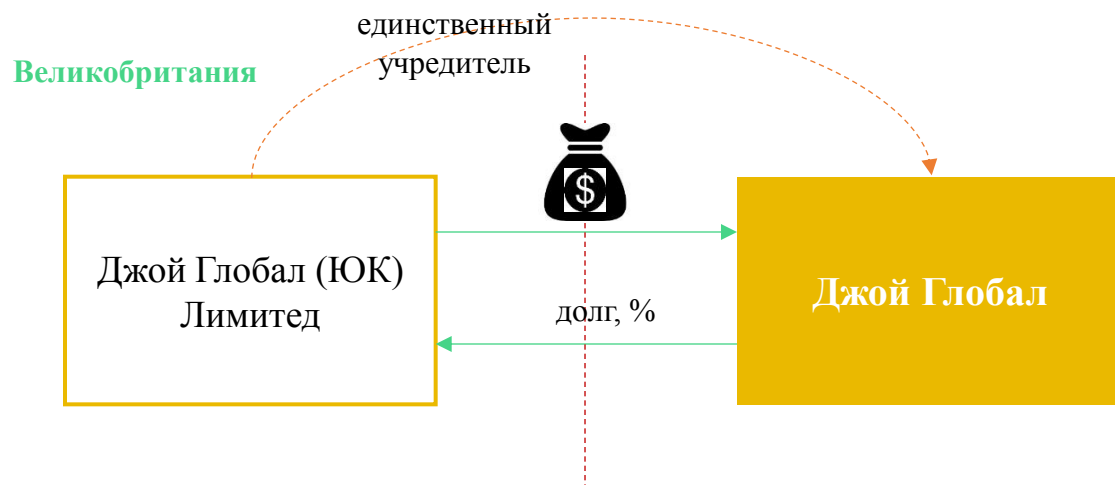 единственный
учредитель
Великобритания
$
Джой Глобал (ЮК)
Лимитед
долг, %
Джой Глобал